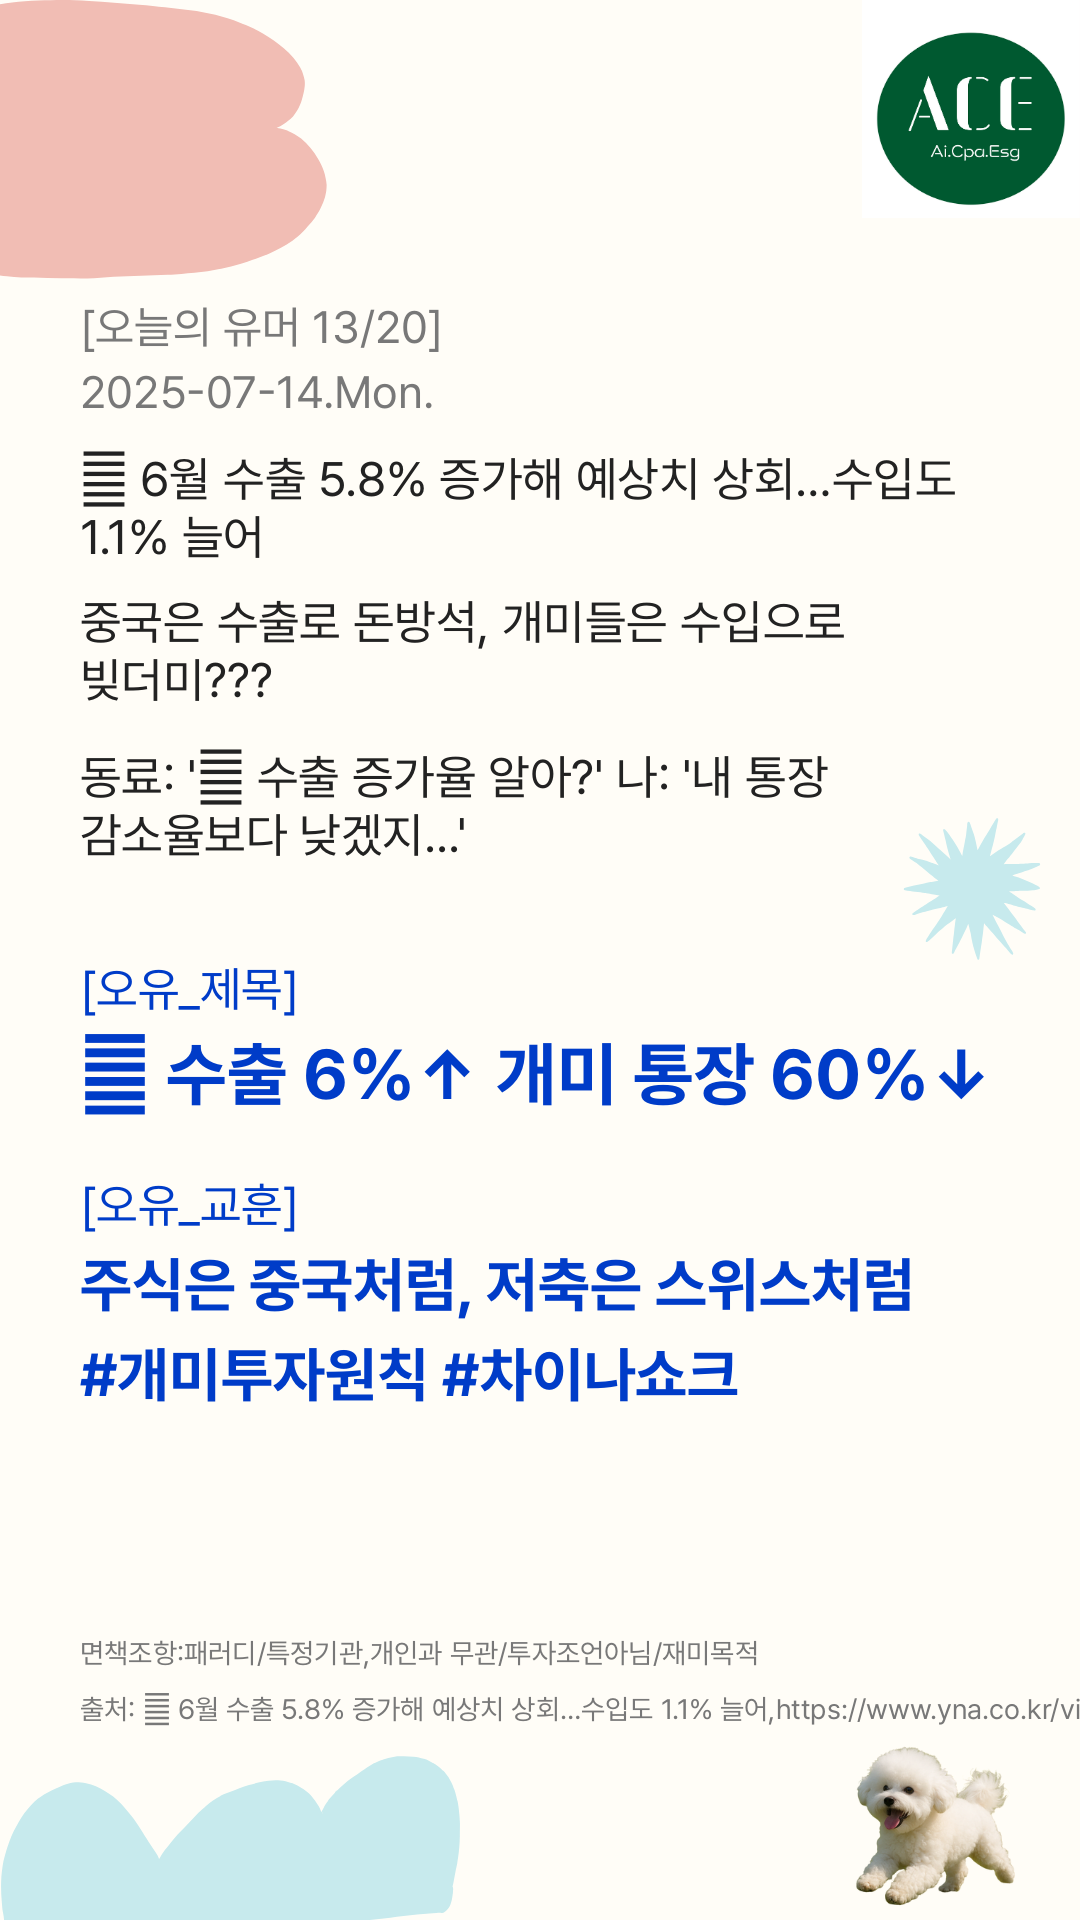 ACE
Ai.Cpa.Esg
[오늘의 유머 13/20]
2025-07-14.Mon.
6월 수출 5.8% 증가해 예상치 상회...수입도
1.1% 늘어
중국은 수출로 돈방석, 개미들은 수입으로
빚더미???
동료: ' 수출 증가율 알아?' 나: '내 통장
감소율보다 낮겠지...'
[오유_제목]
수출 6%↑ 개미 통장 60%↓
[오유_교훈]
주식은 중국처럼, 저축은 스위스처럼
#개미투자원칙 #차이나쇼크
면책조항:패러디/특정기관,개인과 무관/투자조언아님/재미목적
출처: 6월 수출 5.8% 증가해 예상치 상회...수입도 1.1% 늘어,https://www.yna.co.kr/vi